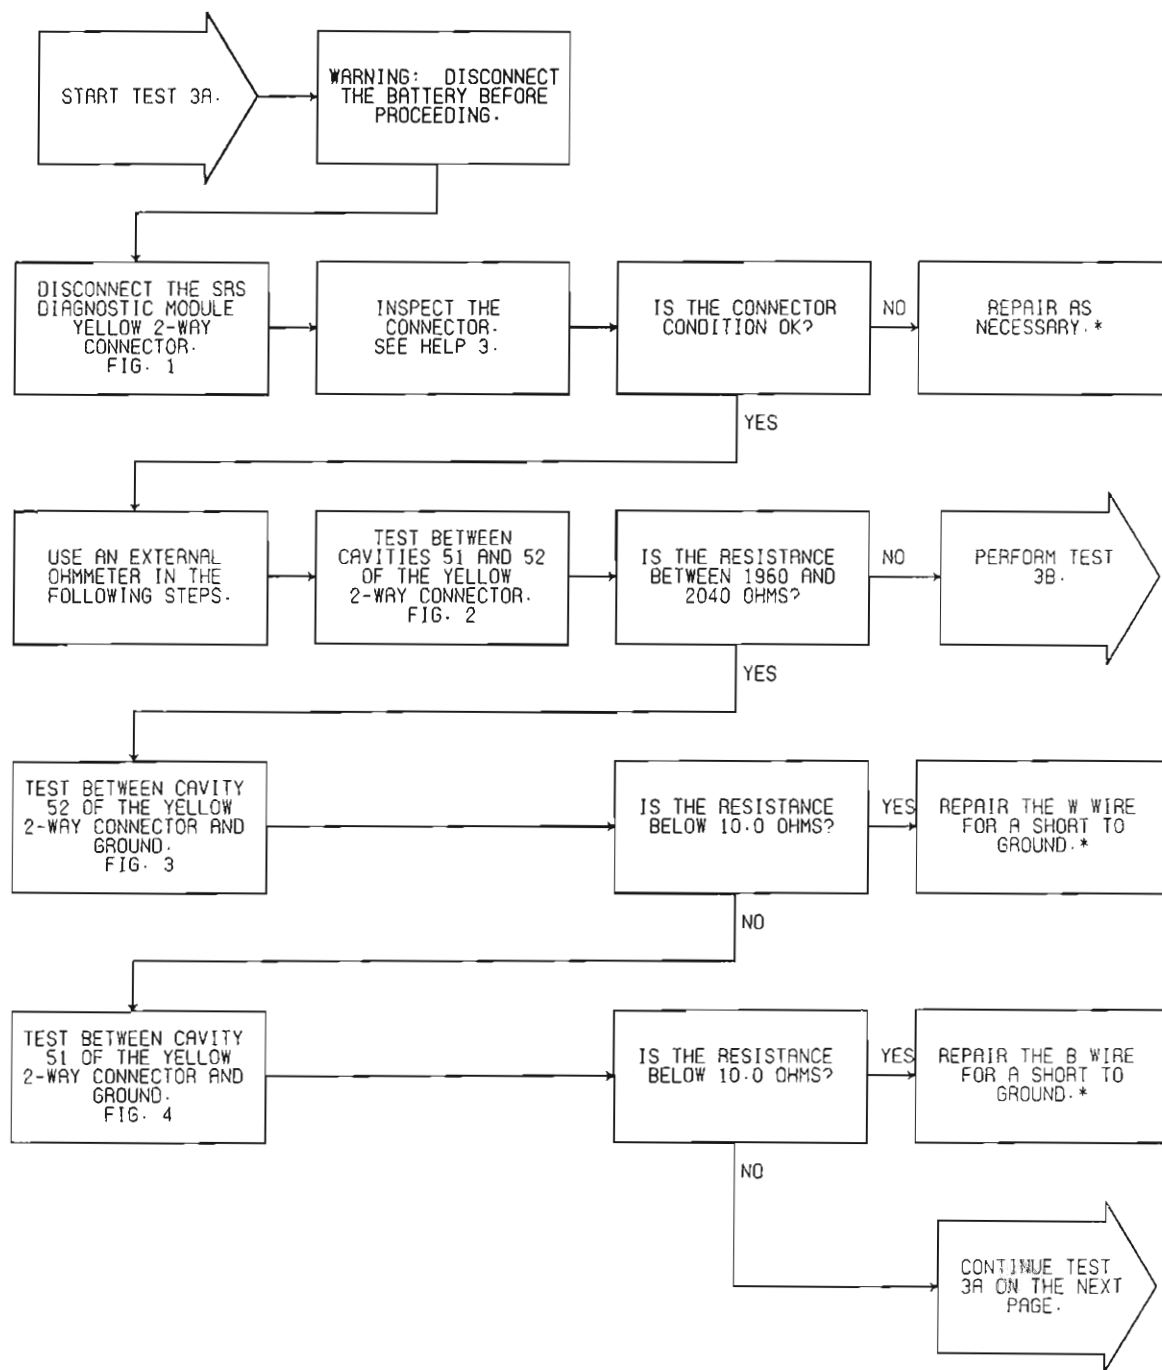 START TEST 3A.
WARNING: DISCONNECT
THE BATTERY BEFORE
PROCEEDING.
DISCONNECT THE SRS
DIAGNOSTIC MODULE
YELLOW 2-WAY
CONNECTOR.
FIG. 1
INSPECT THE
CONNECTOR.
SEE HELP 3.
IS THE CONNECTOR
CONDITION OK?
NO
REPAIR AS
NECESSARY.*
YES
USE AN EXTERNAL
OHMMETER IN THE
FOLLOWING STEPS.
TEST BETWEEN
CAVITIES 51 AND 52
OF THE YELLOW
2-WAY CONNECTOR.
FIG. 2
IS THE RESISTANCE
BETWEEN 1960 AND
2040 OHMS?
NO
PERFORM TEST
3B.
YES
TEST BETWEEN CAVITY
52 OF THE YELLOW
2-WAY CONNECTOR AND
GROUND.
FIG. 3
IS THE RESISTANCE
BELOW 10.0 OHMS?
YES
REPAIR THE W WIRE
FOR A SHORT TO
GROUND.*
NO
TEST BETWEEN CAVITY
51 OF THE YELLOW
2-WAY CONNECTOR AND
GROUND.
FIG. 4
IS THE RESISTANCE
BELOW 10.0 OHMS?
YES
REPAIR THE B WIRE
FOR A SHORT TO
GROUND.*
NO
CONTINUE TEST
3A ON THE NEXT
PAGE.